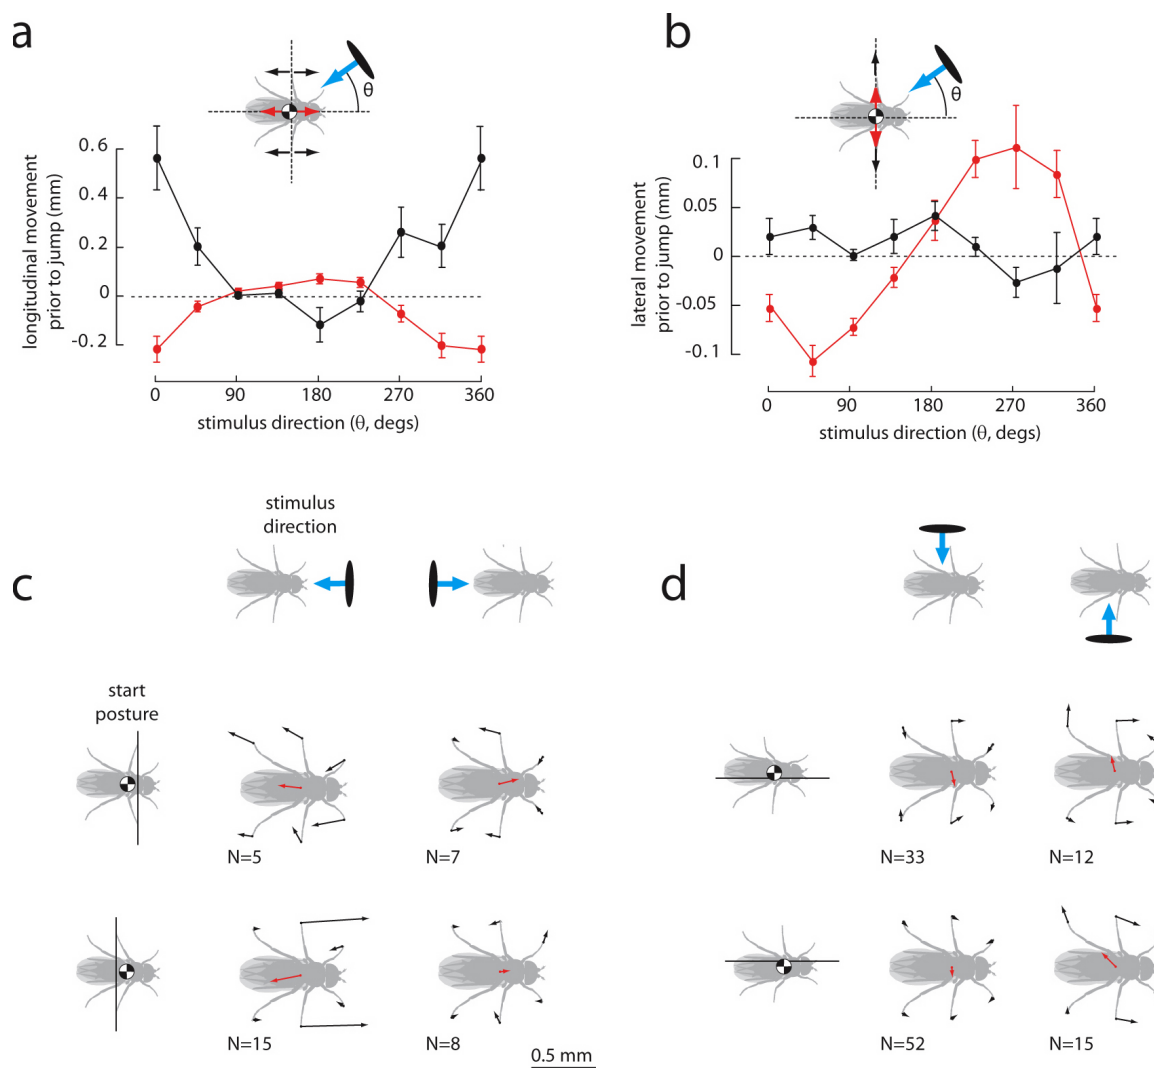 a
θ
longitudinal movement
prior to jump (mm)
0.6
0.4
0.2
0
-0.2
0
90
180
270
360
stimulus direction (θ, degs)
b
θ
lateral movement
prior to jump (mm)
0.1
0.05
0
-0.05
-0.1
0
90
180
270
360
stimulus direction (θ, degs)
c
stimulus
direction
start
posture
N=5
N=7
N=15
N=8
0.5 mm
d
N=33
N=12
N=52
N=15